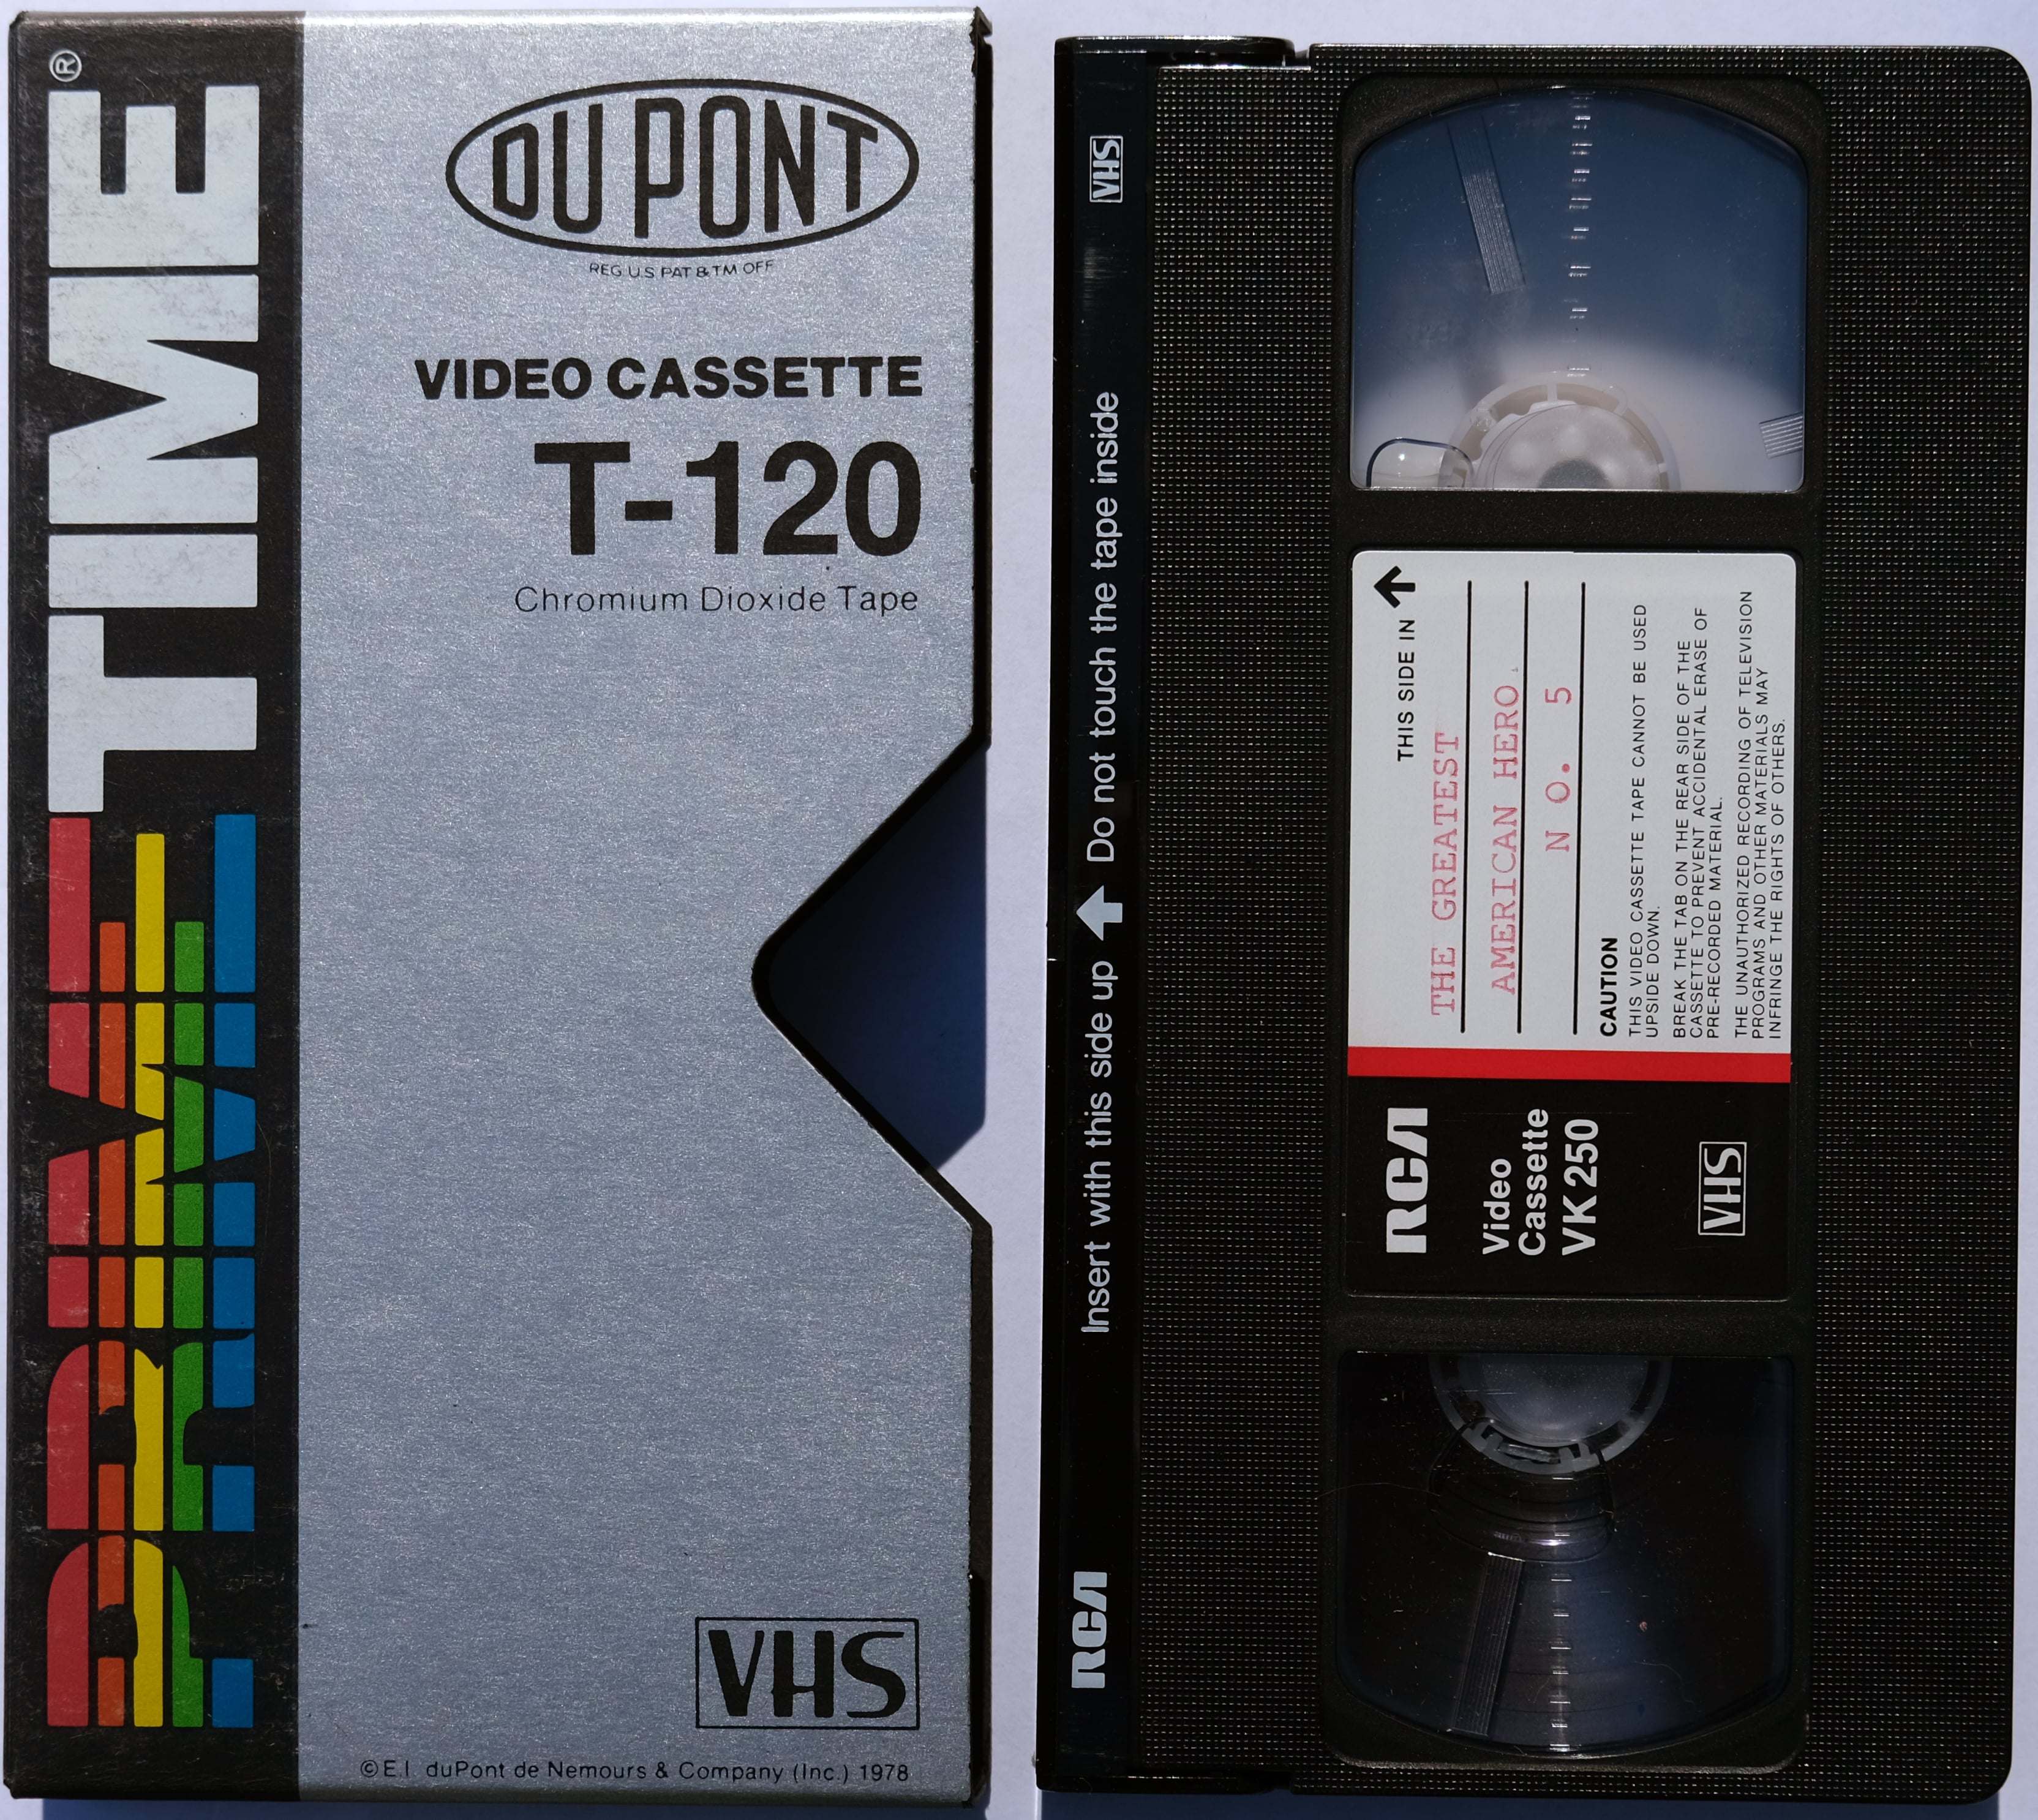 PRIME TIME®
DU PONT
REG U.S PAT & TM OFF
VIDEO CASSETTE
T-120
Chromium Dioxide Tape
VHS
©E.I duPont de Nemours & Company (Inc.) 1978
RCA
Insert with this side up Do not touch the tape inside
VHS
THIS SIDE IN
THE GREATEST
AMERICAN HERO.
N O. 5
CAUTION
THIS VIDEO CASSETTE TAPE CANNOT BE USED
UPSIDE DOWN.
BREAK THE TAB ON THE REAR SIDE OF THE
CASSETTE TO PREVENT ACCIDENTAL ERASE OF
PRE-RECORDED MATERIAL.
THE UNAUTHORIZED RECORDING OF TELEVISION
PROGRAMS AND OTHER MATERIALS MAY
INFRINGE THE RIGHTS OF OTHERS.
RCA
Video
Cassette
VK 250
VHS